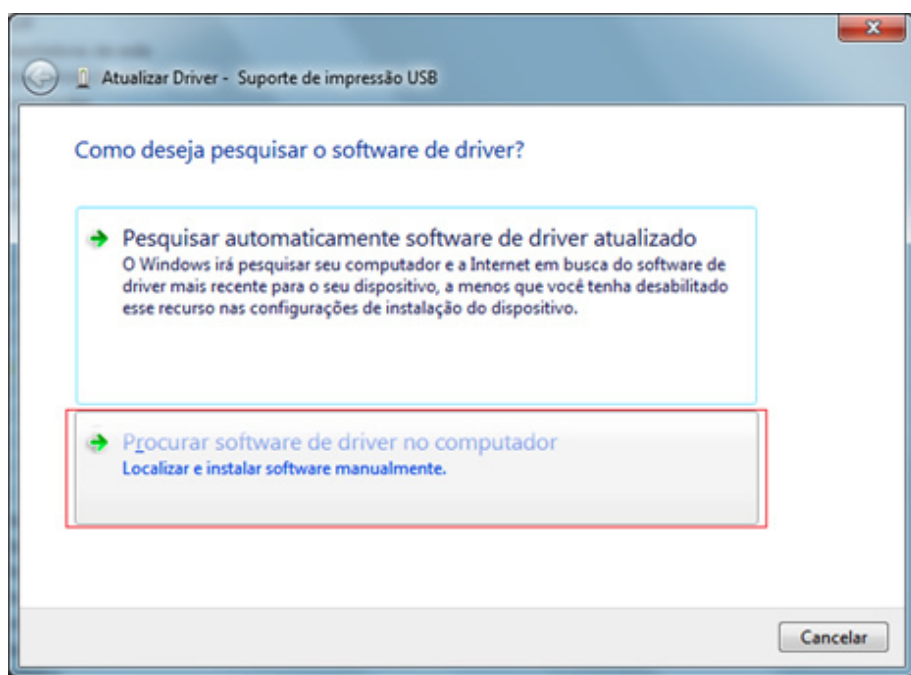 Atualizar Driver - Suporte de impressão USB
Como deseja pesquisar o software de driver?
Pesquisar automaticamente software de driver atualizado
O Windows irá pesquisar seu computador e a Internet em busca do software de
driver mais recente para o seu dispositivo, a menos que você tenha desabilitado
esse recurso nas configurações de instalação do dispositivo.
Procurar software de driver no computador
Localizar e instalar software manualmente.
Cancelar